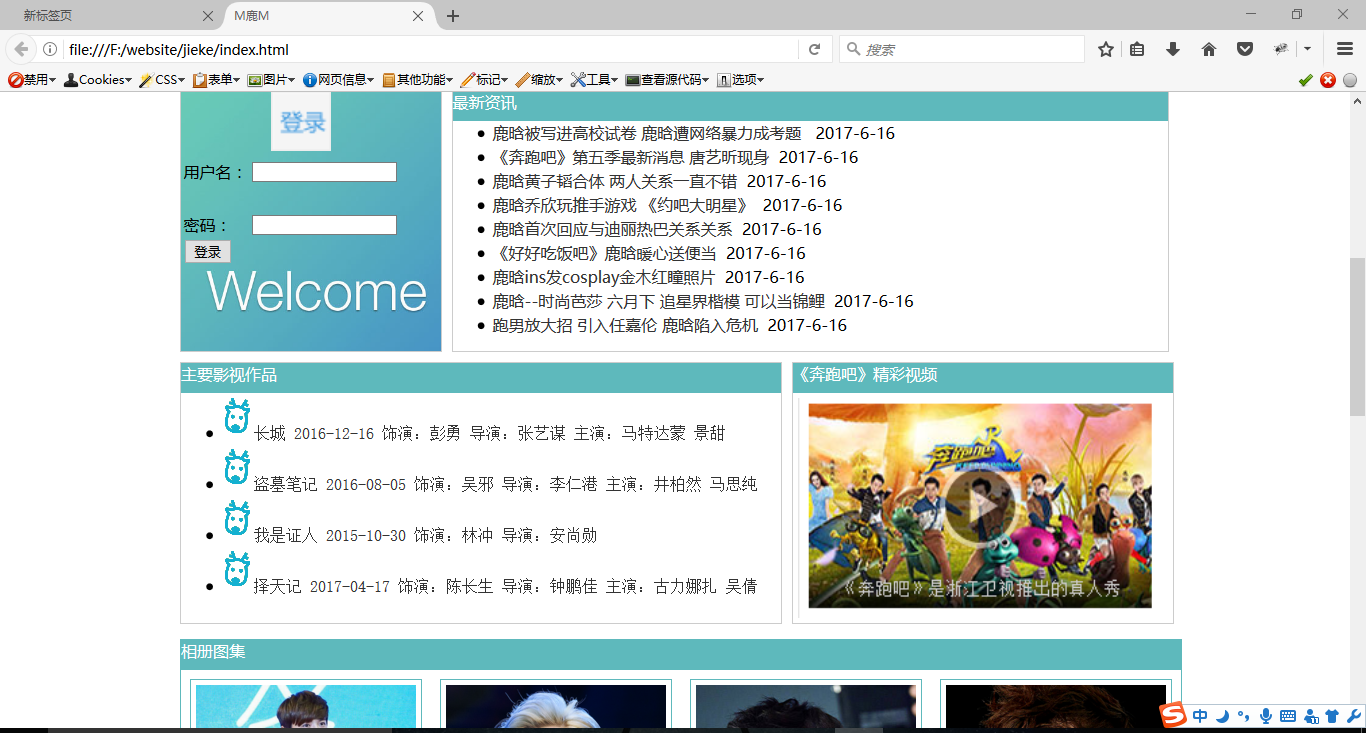 新标签页
M鹿M
file:///F:/website/jieke/index.html
搜索
禁用 Cookies CSS 表单 图片 网页信息 其他功能 标记 缩放 工具 查看源代码 选项
登录
用户名：
密码：
登录
Welcome
最新资讯
鹿晗被写进高校试卷 鹿晗遭网络暴力成考题 2017-6-16
《奔跑吧》第五季最新消息 唐艺昕现身 2017-6-16
鹿晗黄子韬合体 两人关系一直不错 2017-6-16
鹿晗乔欣玩推手游戏 《约吧大明星》 2017-6-16
鹿晗首次回应与迪丽热巴关系关系 2017-6-16
《好好吃饭吧》鹿晗暖心送便当 2017-6-16
鹿晗ins发cosplay金木红瞳照片 2017-6-16
鹿晗--时尚芭莎 六月下 追星界楷模 可以当锦鲤 2017-6-16
跑男放大招 引入任嘉伦 鹿晗陷入危机 2017-6-16
主要影视作品
长城 2016-12-16 饰演：彭勇 导演：张艺谋 主演：马特达蒙 景甜
盗墓笔记 2016-08-05 饰演：吴邪 导演：李仁港 主演：井柏然 马思纯
我是证人 2015-10-30 饰演：林冲 导演：安尚勋
择天记 2017-04-17 饰演：陈长生 导演：钟鹏佳 主演：古力娜扎 吴倩
《奔跑吧》精彩视频
奔跑吧
《奔跑吧》是浙江卫视推出的真人秀
相册图集
中